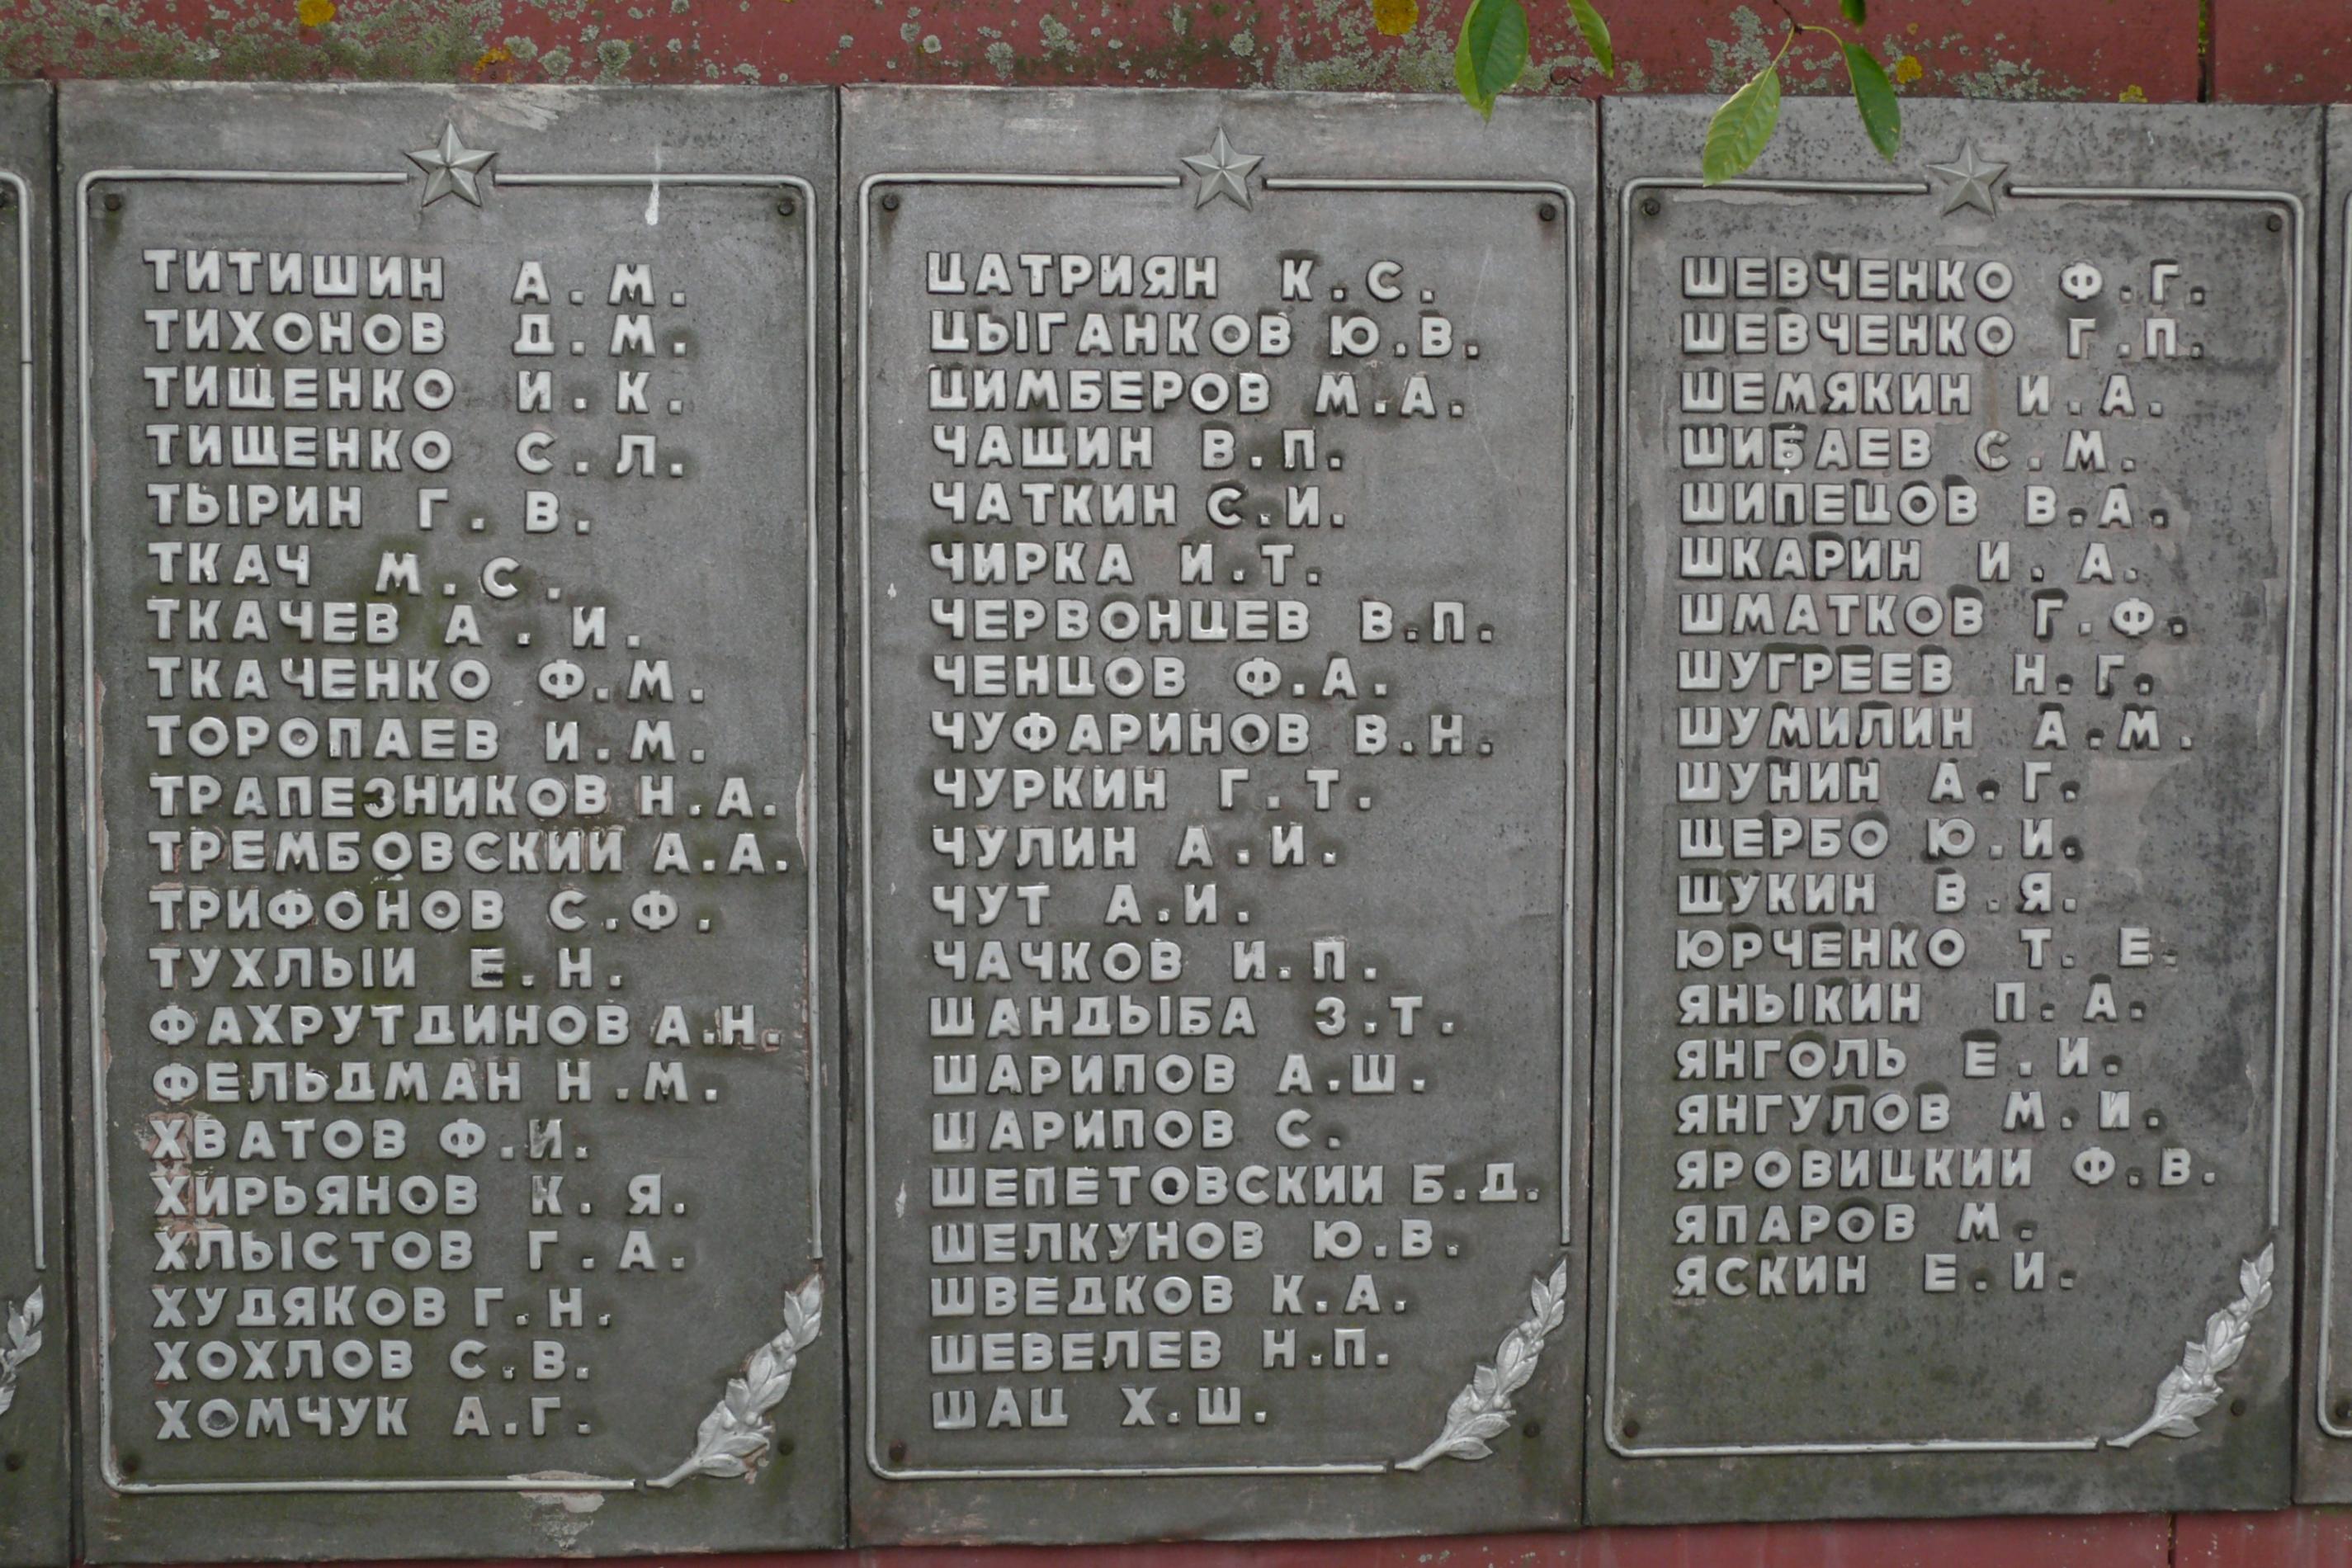 ТИТИШИН А.М.
ТИХОНОВ Д.М.
ТИЩЕНКО И.К.
ТИЩЕНКО С.Л.
ТЫРИН Г.В.
ТКАЧ М.С.
ТКАЧЕВ А.И.
ТКАЧЕНКО Ф.М.
ТОРОПАЕВ И.М.
ТРАПЕЗНИКОВ Н.А.
ТРЕМБОВСКИЙ А.А.
ТРИФОНОВ С.Ф.
ТУХЛЫЙ Е.Н.
ФАХРУТДИНОВ А.Н.
ФЕЛЬДМАН Н.М.
ХВАТОВ Ф.И.
ХИРЬЯНОВ К.Я.
ХЛЫСТОВ Г.А.
ХУДЯКОВ Г.Н.
ХОХЛОВ С.В.
ХОМЧУК А.Г.
ЦАТРИЯН К.С.
ЦЫГАНКОВ Ю.В.
ЦИМБЕРОВ М.А.
ЧАЩИН В.П.
ЧАТКИН С.И.
ЧИРКА И.Т.
ЧЕРВОНЦЕВ В.П.
ЧЕНЦОВ Ф.А.
ЧУФАРИНОВ В.Н.
ЧУРКИН Г.Т.
ЧУЛИН А.И.
ЧУТ А.И.
ЧАЧКОВ И.П.
ШАНДЫБА З.Т.
ШАРИПОВ А.Ш.
ШАРИПОВ С.
ШЕПЕТОВСКИЙ Б.Д.
ШЕЛКУНОВ Ю.В.
ШВЕДКОВ К.А.
ШЕВЕЛЕВ Н.П.
ШАЦ Х.Ш.
ШЕВЧЕНКО Ф.Г.
ШЕВЧЕНКО Г.П.
ШЕМЯКИН И.А.
ШИБАЕВ С.М.
ШИПЕЦОВ В.А.
ШКАРИН И.А.
ШМАТКОВ Г.Ф.
ШУГРЕЕВ Н.Г.
ШУМИЛИН А.М.
ШУНИН А.Г.
ЩЕРБО Ю.И.
ЩУКИН В.Я.
ЮРЧЕНКО Т.Е.
ЯНЫКИН П.А.
ЯНГОЛЬ Е.И.
ЯНГУЛОВ М.И.
ЯРОВИЦКИЙ Ф.В.
ЯПАРОВ М.
ЯСКИН Е.И.